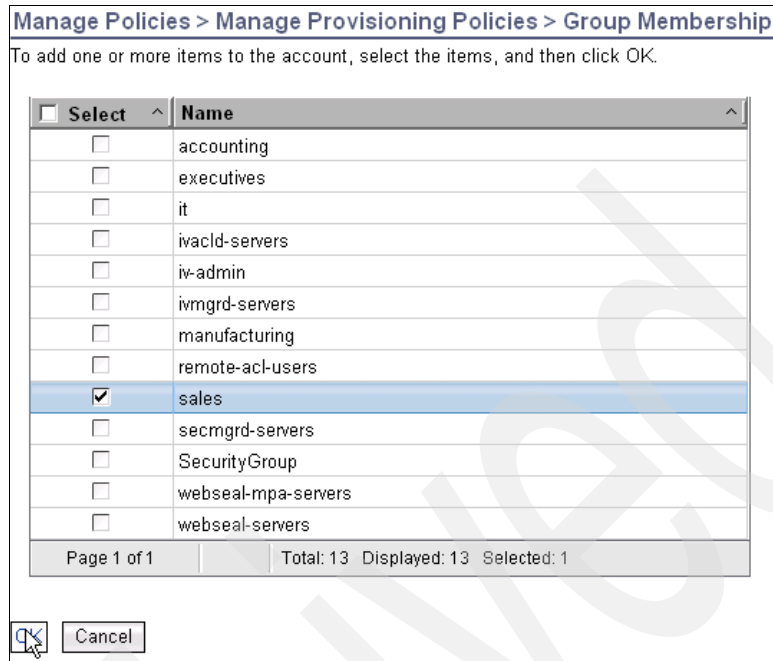 Manage Policies > Manage Provisioning Policies > Group Membership
To add one or more items to the account, select the items, and then click OK.
Select ^ Name ^
accounting
executives
it
ivacld-servers
iv-admin
ivmgrd-servers
manufacturing
remote-acl-users
sales
secmgrd-servers
SecurityGroup
webseal-mpa-servers
webseal-servers
Page 1 of 1 Total: 13 Displayed: 13 Selected: 1
OK Cancel